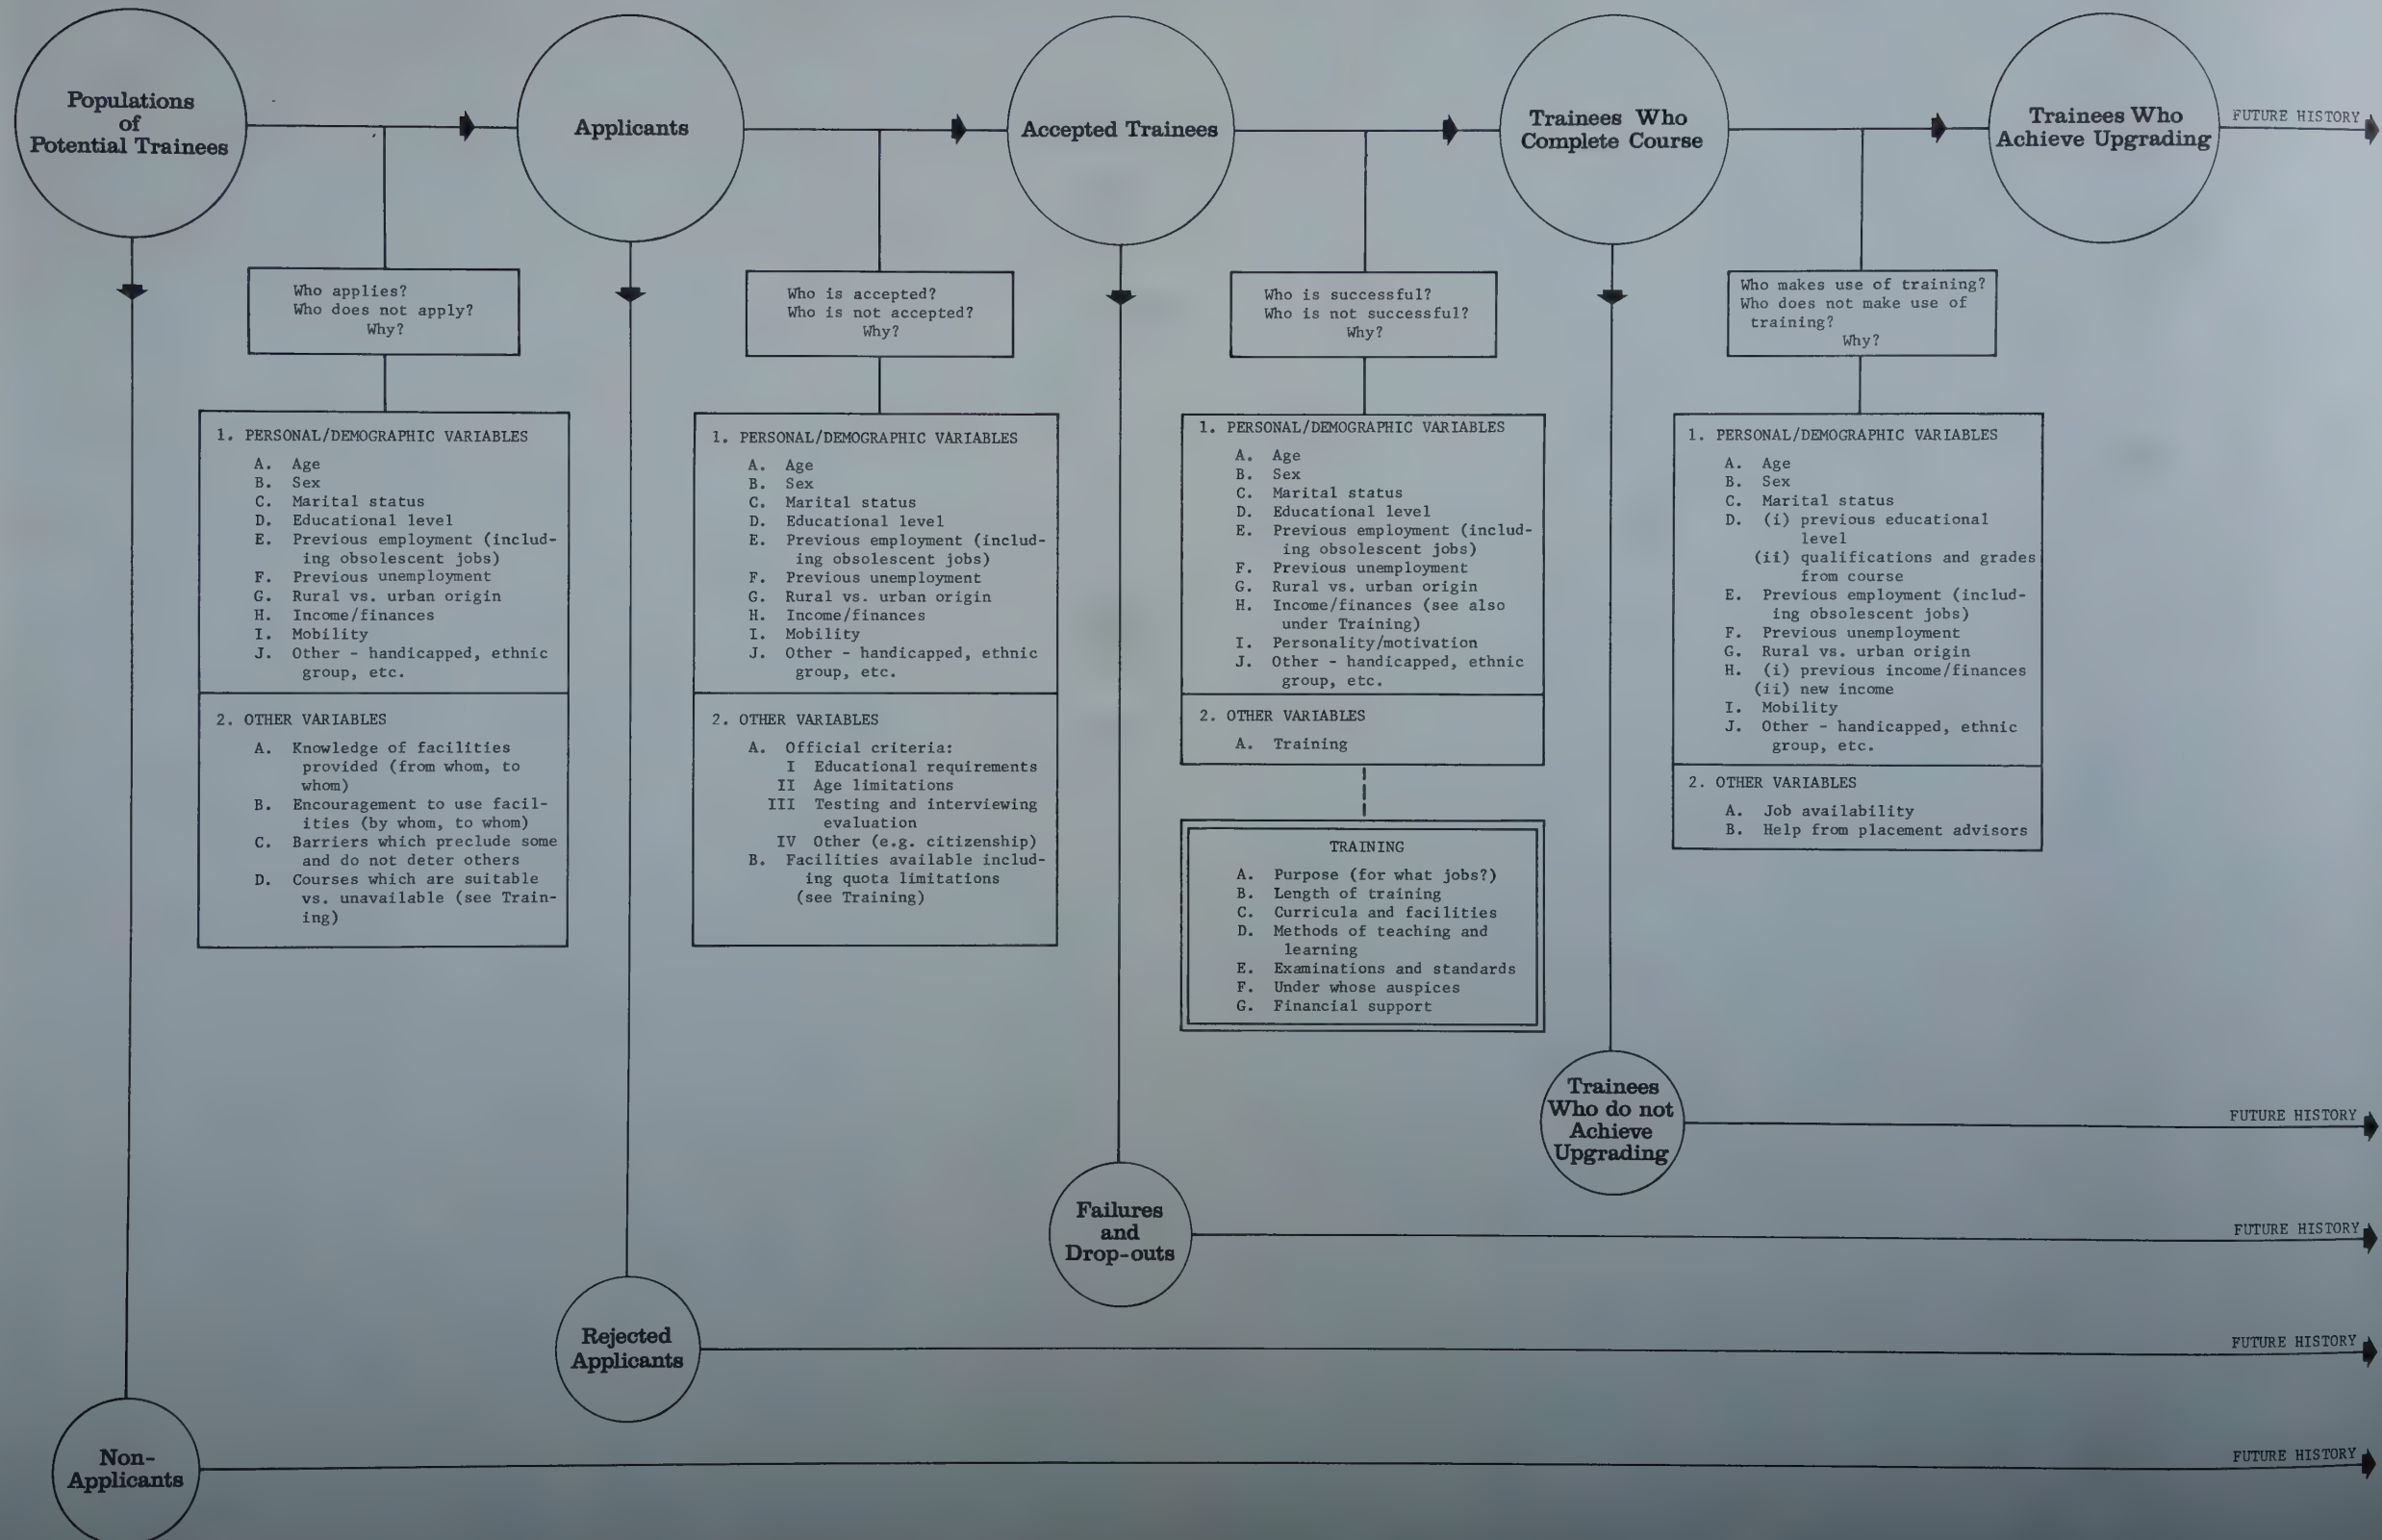 Populations
of
Potential Trainees
Applicants
Accepted Trainees
Trainees Who
Complete Course
Trainees Who
Achieve Upgrading
FUTURE HISTORY
Who applies?
Who does not apply?
Why?
Who is accepted?
Who is not accepted?
Why?
Who is successful?
Who is not successful?
Why?
Who makes use of training?
Who does not make use of
training?
Why?
1. PERSONAL/DEMOGRAPHIC VARIABLES
A. Age
B. Sex
C. Marital status
D. Educational level
E. Previous employment (includ-
ing obsolescent jobs)
F. Previous unemployment
G. Rural vs. urban origin
H. Income/finances
I. Mobility
J. Other - handicapped, ethnic
group, etc.
2. OTHER VARIABLES
A. Knowledge of facilities
provided (from whom, to
whom)
B. Encouragement to use facil-
ities (by whom, to whom)
C. Barriers which preclude some
and do not deter others
D. Courses which are suitable
vs. unavailable (see Train-
ing)
1. PERSONAL/DEMOGRAPHIC VARIABLES
A. Age
B. Sex
C. Marital status
D. Educational level
E. Previous employment (includ-
ing obsolescent jobs)
F. Previous unemployment
G. Rural vs. urban origin
H. Income/finances
I. Mobility
J. Other - handicapped, ethnic
group, etc.
2. OTHER VARIABLES
A. Official criteria:
I Educational requirements
II Age limitations
III Testing and interviewing
evaluation
IV Other (e.g. citizenship)
B. Facilities available includ-
ing quota limitations
(see Training)
1. PERSONAL/DEMOGRAPHIC VARIABLES
A. Age
B. Sex
C. Marital status
D. Educational level
E. Previous employment (includ-
ing obsolescent jobs)
F. Previous unemployment
G. Rural vs. urban origin
H. Income/finances (see also
under Training)
I. Personality/motivation
J. Other - handicapped, ethnic
group, etc.
2. OTHER VARIABLES
A. Training
TRAINING
A. Purpose (for what jobs?)
B. Length of training
C. Curricula and facilities
D. Methods of teaching and
learning
E. Examinations and standards
F. Under whose auspices
G. Financial support
1. PERSONAL/DEMOGRAPHIC VARIABLES
A. Age
B. Sex
C. Marital status
D. (i) previous educational
level
(ii) qualifications and grades
from course
E. Previous employment (includ-
ing obsolescent jobs)
F. Previous unemployment
G. Rural vs. urban origin
H. (i) previous income/finances
(ii) new income
I. Mobility
J. Other - handicapped, ethnic
group, etc.
2. OTHER VARIABLES
A. Job availability
B. Help from placement advisors
Trainees
Who do not
Achieve
Upgrading
FUTURE HISTORY
Failures
and
Drop-outs
FUTURE HISTORY
Rejected
Applicants
FUTURE HISTORY
Non-
Applicants
FUTURE HISTORY